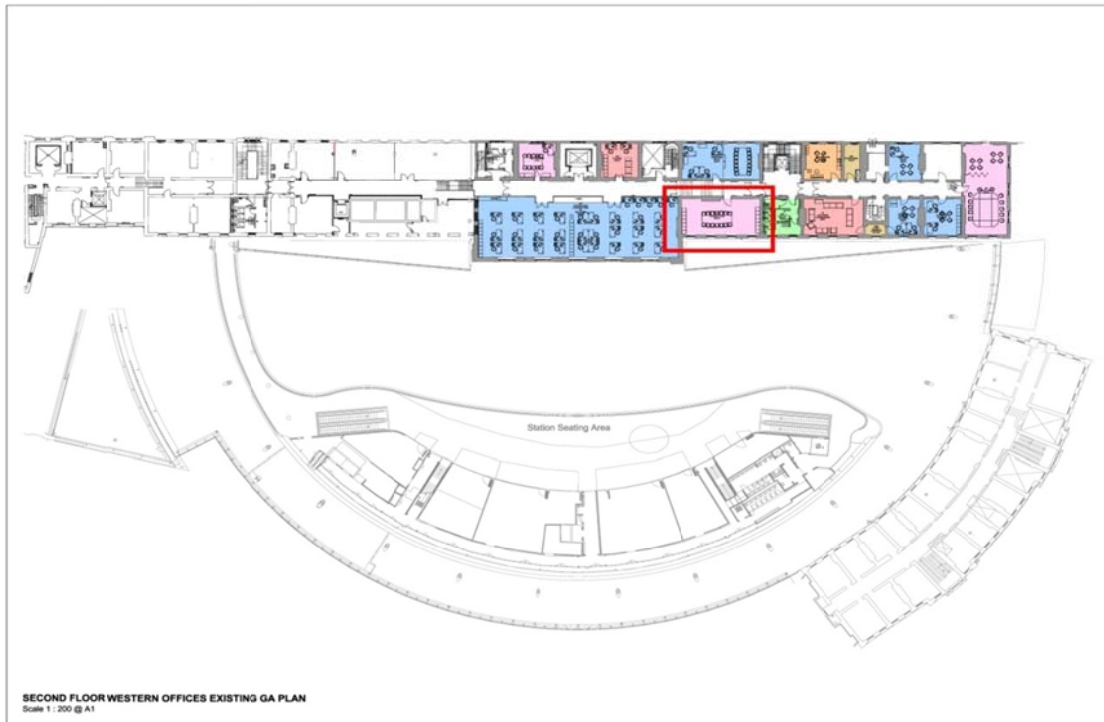 Station Seating Area
SECOND FLOOR WESTERN OFFICES EXISTING GA PLAN
Scale 1 : 200 @ A1